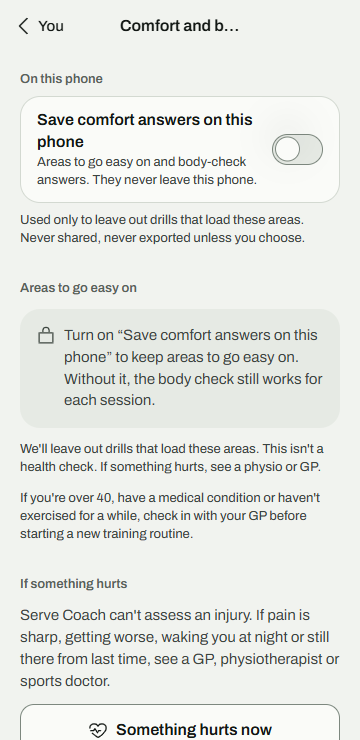 You
Comfort and b…
On this phone
Save comfort answers on this
phone
Areas to go easy on and body-check
answers. They never leave this phone.
Used only to leave out drills that load these areas.
Never shared, never exported unless you choose.
Areas to go easy on
Turn on “Save comfort answers on this
phone” to keep areas to go easy on.
Without it, the body check still works for
each session.
We'll leave out drills that load these areas. This isn't a
health check. If something hurts, see a physio or GP.
If you're over 40, have a medical condition or haven't
exercised for a while, check in with your GP before
starting a new training routine.
If something hurts
Serve Coach can't assess an injury. If pain is
sharp, getting worse, waking you at night or still
there from last time, see a GP, physiotherapist or
sports doctor.
Something hurts now